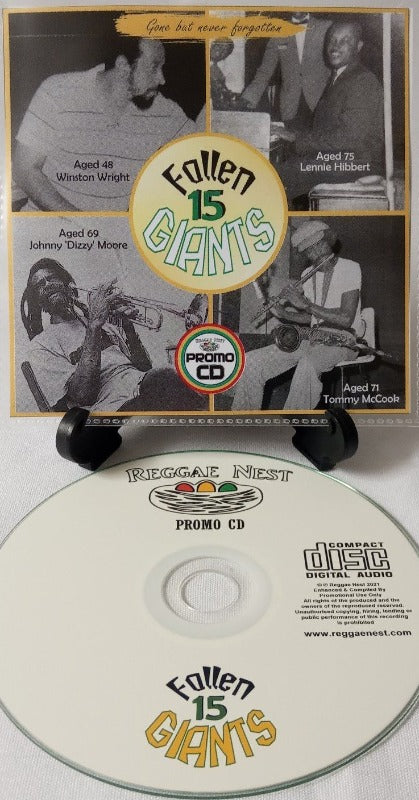 Gone but never forgotten
Aged 48
Winston Wright
Aged 75
Lennie Hibbert
Fallen
15
GIANTS
Aged 69
Johnny 'Dizzy' Moore
REGGAE NEST
PROMO
CD
Aged 71
Tommy McCook
REGGAE NEST
PROMO CD
COMPACT
disc
DIGITAL AUDIO
© ℗ Reggae Nest 2021
Enhanced & Compiled By
Promotional Use Only
All rights of the produced and the
owners of the reproduced reserved.
Unauthorised copying, hiring, lending or
public performance of this recording
is prohibited
www.reggaenest.com
Fallen
15
GIANTS